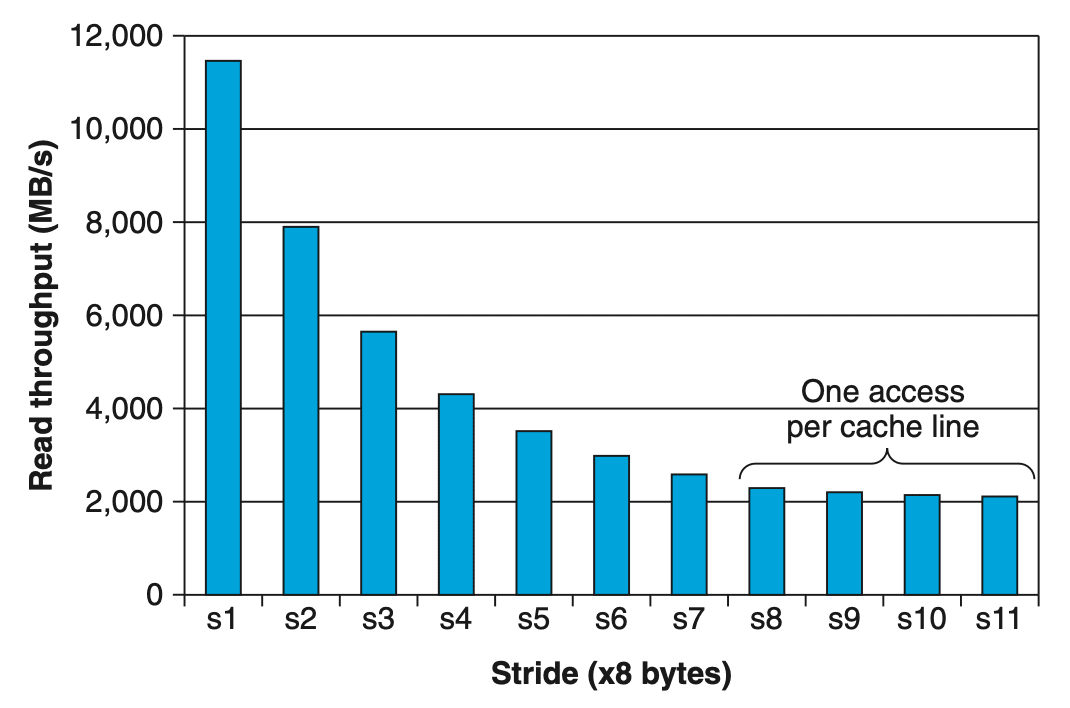 12,000
10,000
8,000
6,000
4,000
2,000
0
Read throughput (MB/s)
One access
per cache line
s1 s2 s3 s4 s5 s6 s7 s8 s9 s10 s11
Stride (x8 bytes)